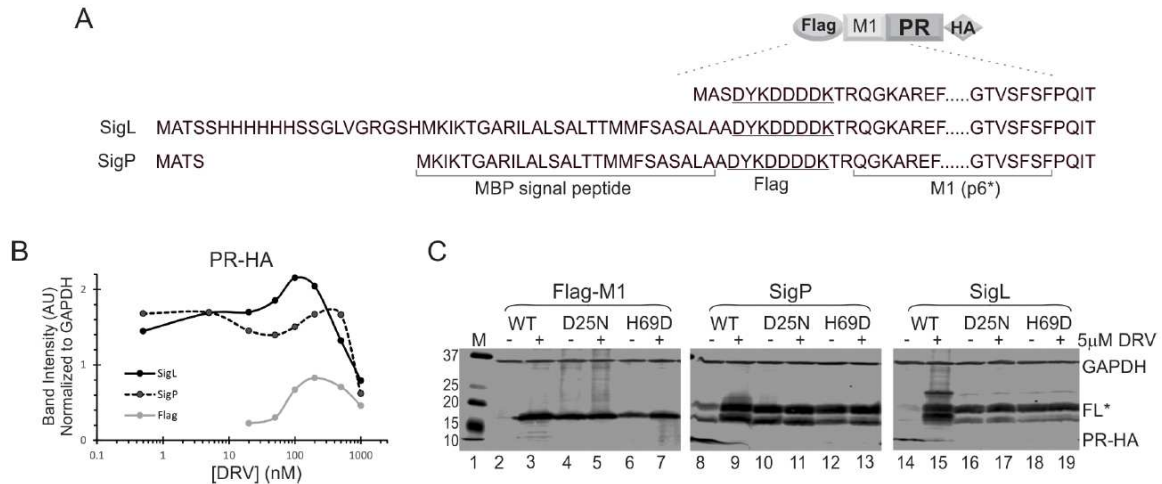 A
Flag M1 PR HA
MASDYKDDDDKTRQGKAREF.....GTVSFSFPQIT
SigL MATSSHHHHHHSSGLVGRGSHMKIKTGARILALSALTTMMFSASALAADYKDDDDKTRQGKAREF.....GTVSFSFPQIT
SigP MATS MKIKTGARILALSALTTMMFSASALAADYKDDDDKTRQGKAREF.....GTVSFSFPQIT
MBP signal peptide Flag M1 (p6*)
B
PR-HA
Band Intensity (AU)
Normalized to GAPDH
2
1
0
SigL
SigP
Flag
0.1 1 10 100 1000
[DRV] (nM)
C
Flag-M1 SigP SigL
WT D25N H69D WT D25N H69D WT D25N H69D
M - + - + - + - + - + - + - + - + - + 5μM DRV
37
25
20
15
10
GAPDH
FL*
PR-HA
1 2 3 4 5 6 7 8 9 10 11 12 13 14 15 16 17 18 19